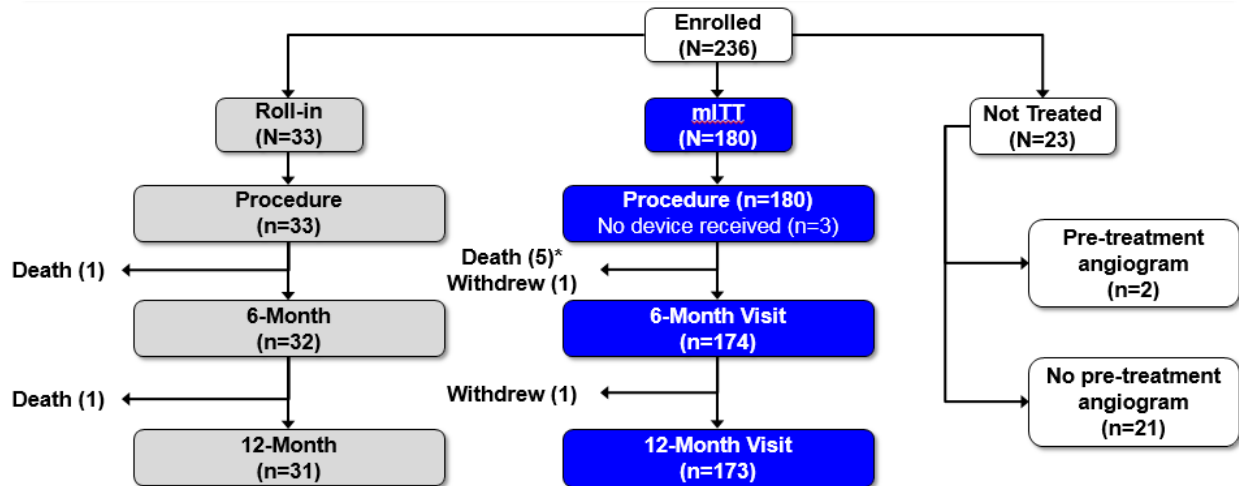 Enrolled
(N=236)
Roll-in
(N=33)
mITT
(N=180)
Not Treated
(N=23)
Procedure
(n=33)
Procedure (n=180)
No device received (n=3)
Pre-treatment
angiogram
(n=2)
Death (1)
Death (5)*
Withdrew (1)
6-Month
(n=32)
6-Month Visit
(n=174)
No pre-treatment
angiogram
(n=21)
Death (1)
Withdrew (1)
12-Month
(n=31)
12-Month Visit
(n=173)